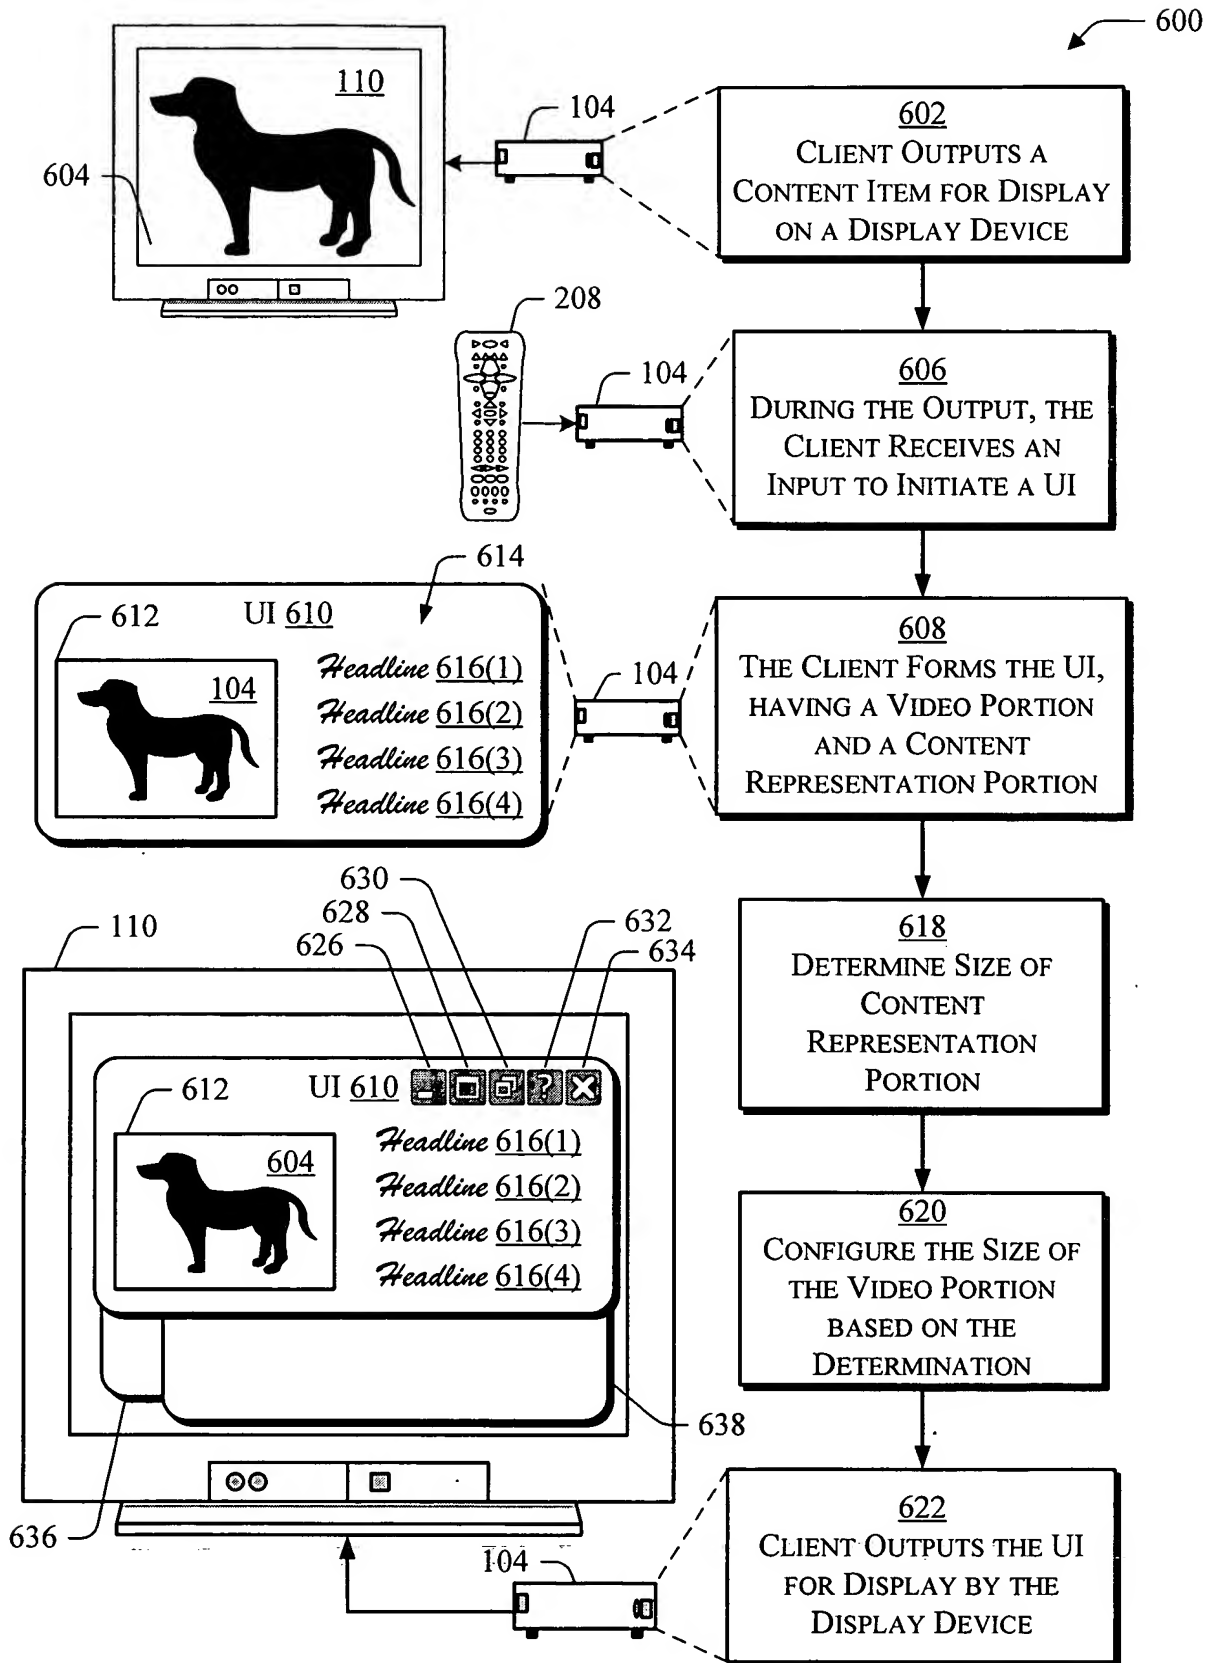 600
110
604
104
602
CLIENT OUTPUTS A
CONTENT ITEM FOR DISPLAY
ON A DISPLAY DEVICE
208
104
606
DURING THE OUTPUT, THE
CLIENT RECEIVES AN
INPUT TO INITIATE A UI
614
612
UI 610
104
Headline 616(1)
Headline 616(2)
Headline 616(3)
Headline 616(4)
104
608
THE CLIENT FORMS THE UI,
HAVING A VIDEO PORTION
AND A CONTENT
REPRESENTATION PORTION
618
DETERMINE SIZE OF
CONTENT
REPRESENTATION
PORTION
110
630
628
626
632
634
612
UI 610
?
604
Headline 616(1)
Headline 616(2)
Headline 616(3)
Headline 616(4)
638
636
620
CONFIGURE THE SIZE OF
THE VIDEO PORTION
BASED ON THE
DETERMINATION
104
622
CLIENT OUTPUTS THE UI
FOR DISPLAY BY THE
DISPLAY DEVICE